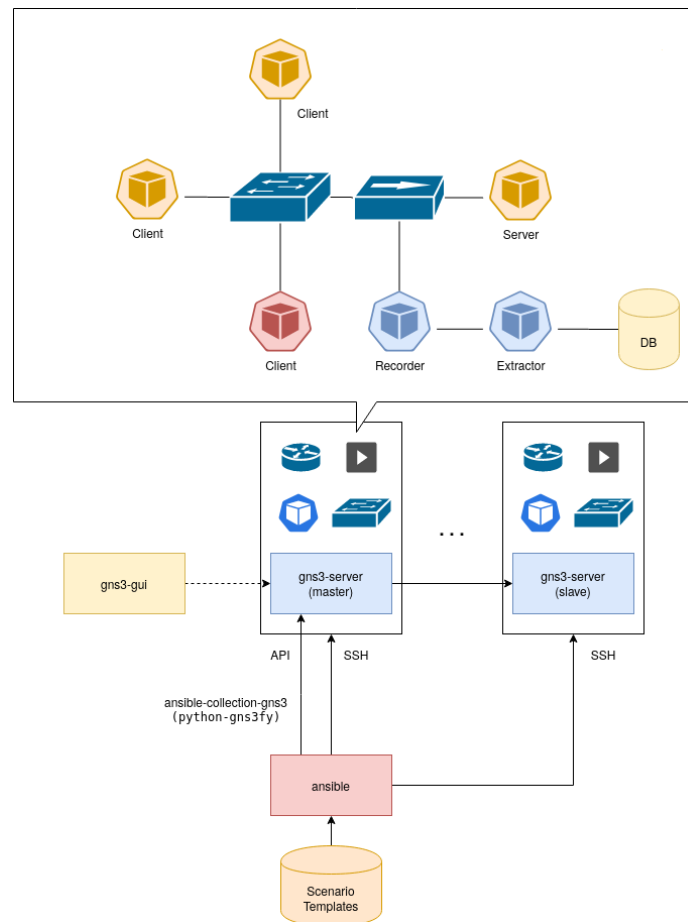 Client
Client
Server
Client
Recorder
Extractor
DB
...
gns3-gui
gns3-server
(master)
gns3-server
(slave)
API
SSH
SSH
ansible-collection-gns3
(python-gns3fy)
ansible
Scenario
Templates